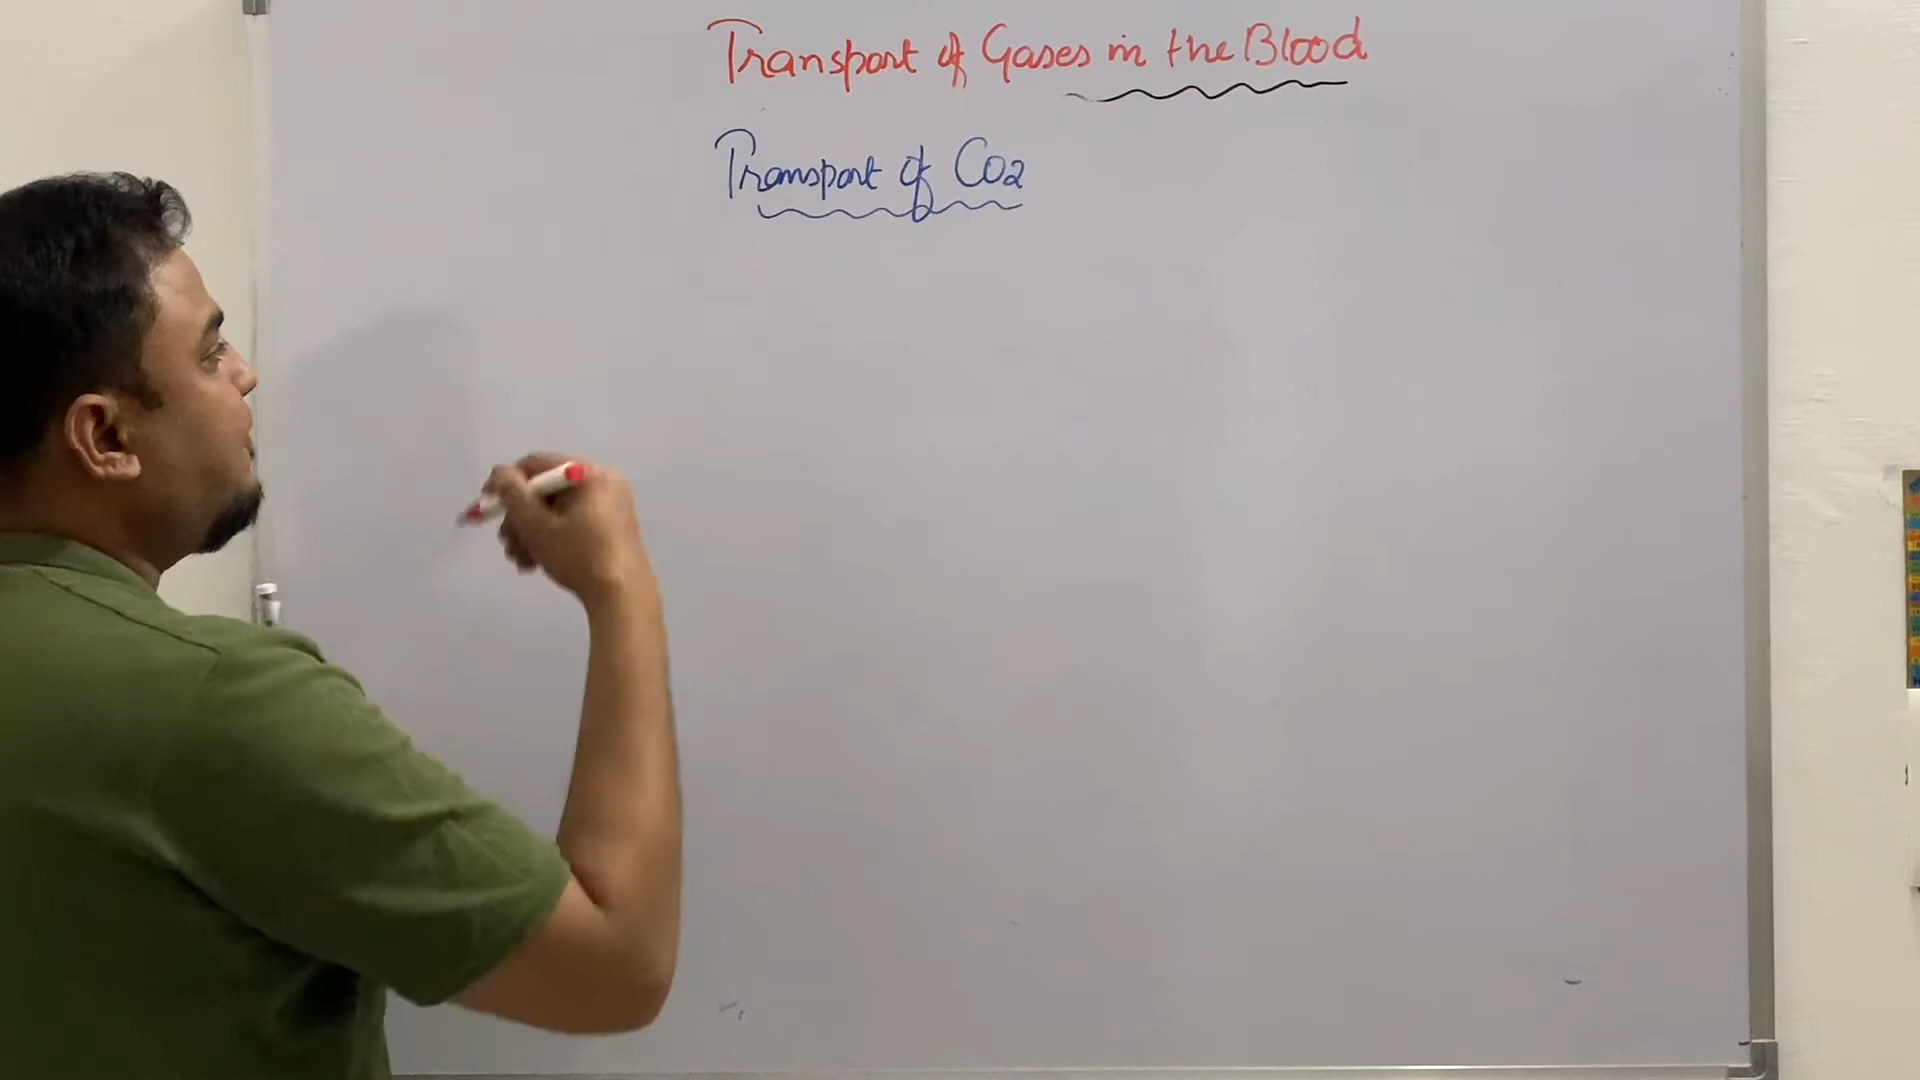 Transport of Gases in the Blood
Transport of CO2